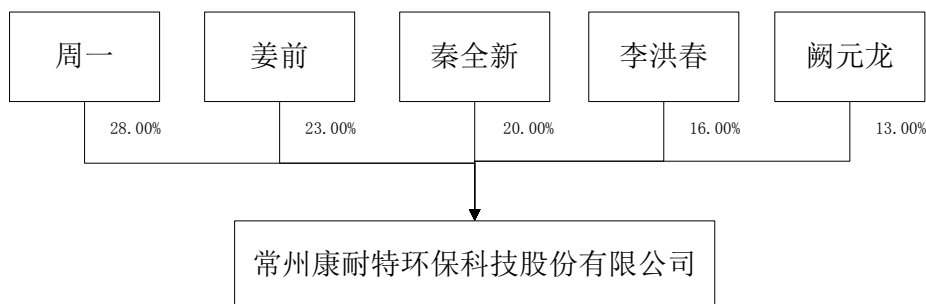 周一 姜前 秦全新 李洪春 阙元龙
28.00% 23.00% 20.00% 16.00% 13.00%
常州康耐特环保科技股份有限公司